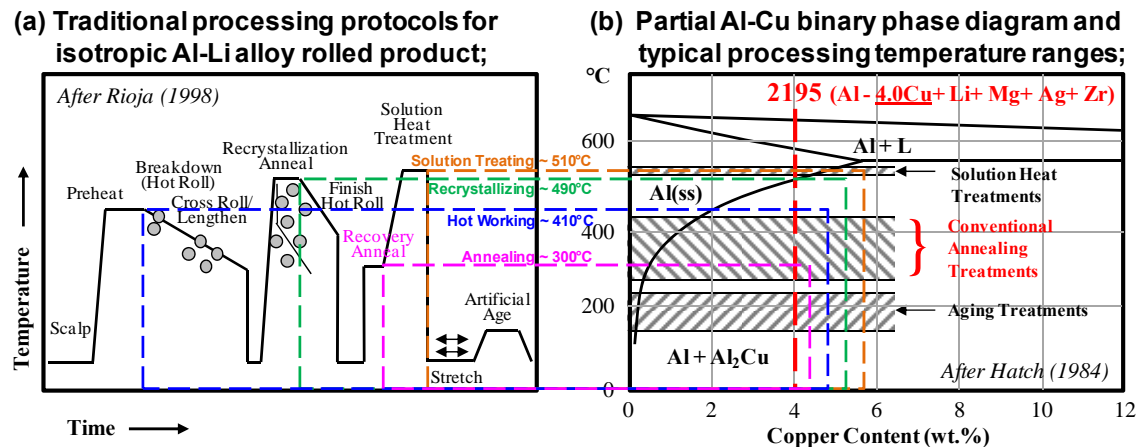 (a) Traditional processing protocols for
isotropic Al-Li alloy rolled product;
After Rioja (1998)
Solution
Heat
Treatment
Recrystallization
Anneal
Breakdown
(Hot Roll)
Preheat
Cross Roll/
Lengthen
Finish
Hot Roll
Recovery
Anneal
Scalp
Artificial
Age
Stretch
Temperature
Time
Solution Treating ~ 510°C
Recrystallizing ~ 490°C
Hot Working ~ 410°C
Annealing ~ 300°C
(b) Partial Al-Cu binary phase diagram and
typical processing temperature ranges;
°C
2195 (Al - 4.0Cu+ Li+ Mg+ Ag+ Zr)
600
400
200
0
Al + L
Al(ss)
Solution Heat
Treatments
Conventional
Annealing
Treatments
Aging Treatments
Al + Al₂Cu
After Hatch (1984)
0 2 4 6 8 10 12
Copper Content (wt.%)